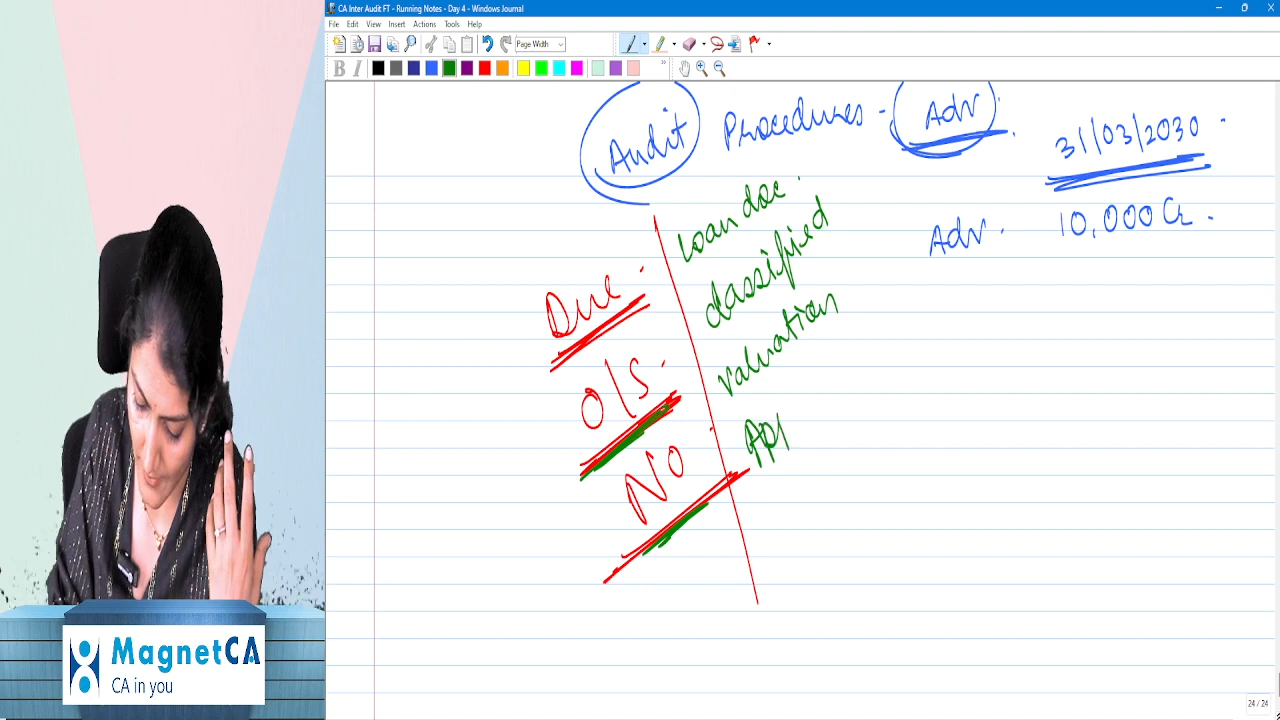 CA Inter Audit FT - Running Notes - Day 4 - Windows Journal
File Edit View Insert Actions Tools Help
Page Width
B I
Audit Procedures - Adv.
31/03/2030.
Adv. 10,000 Cr.
Due.
O/S.
No.
loan doc.
classified
valuation
App
MagnetCA
CA in you
24 / 24